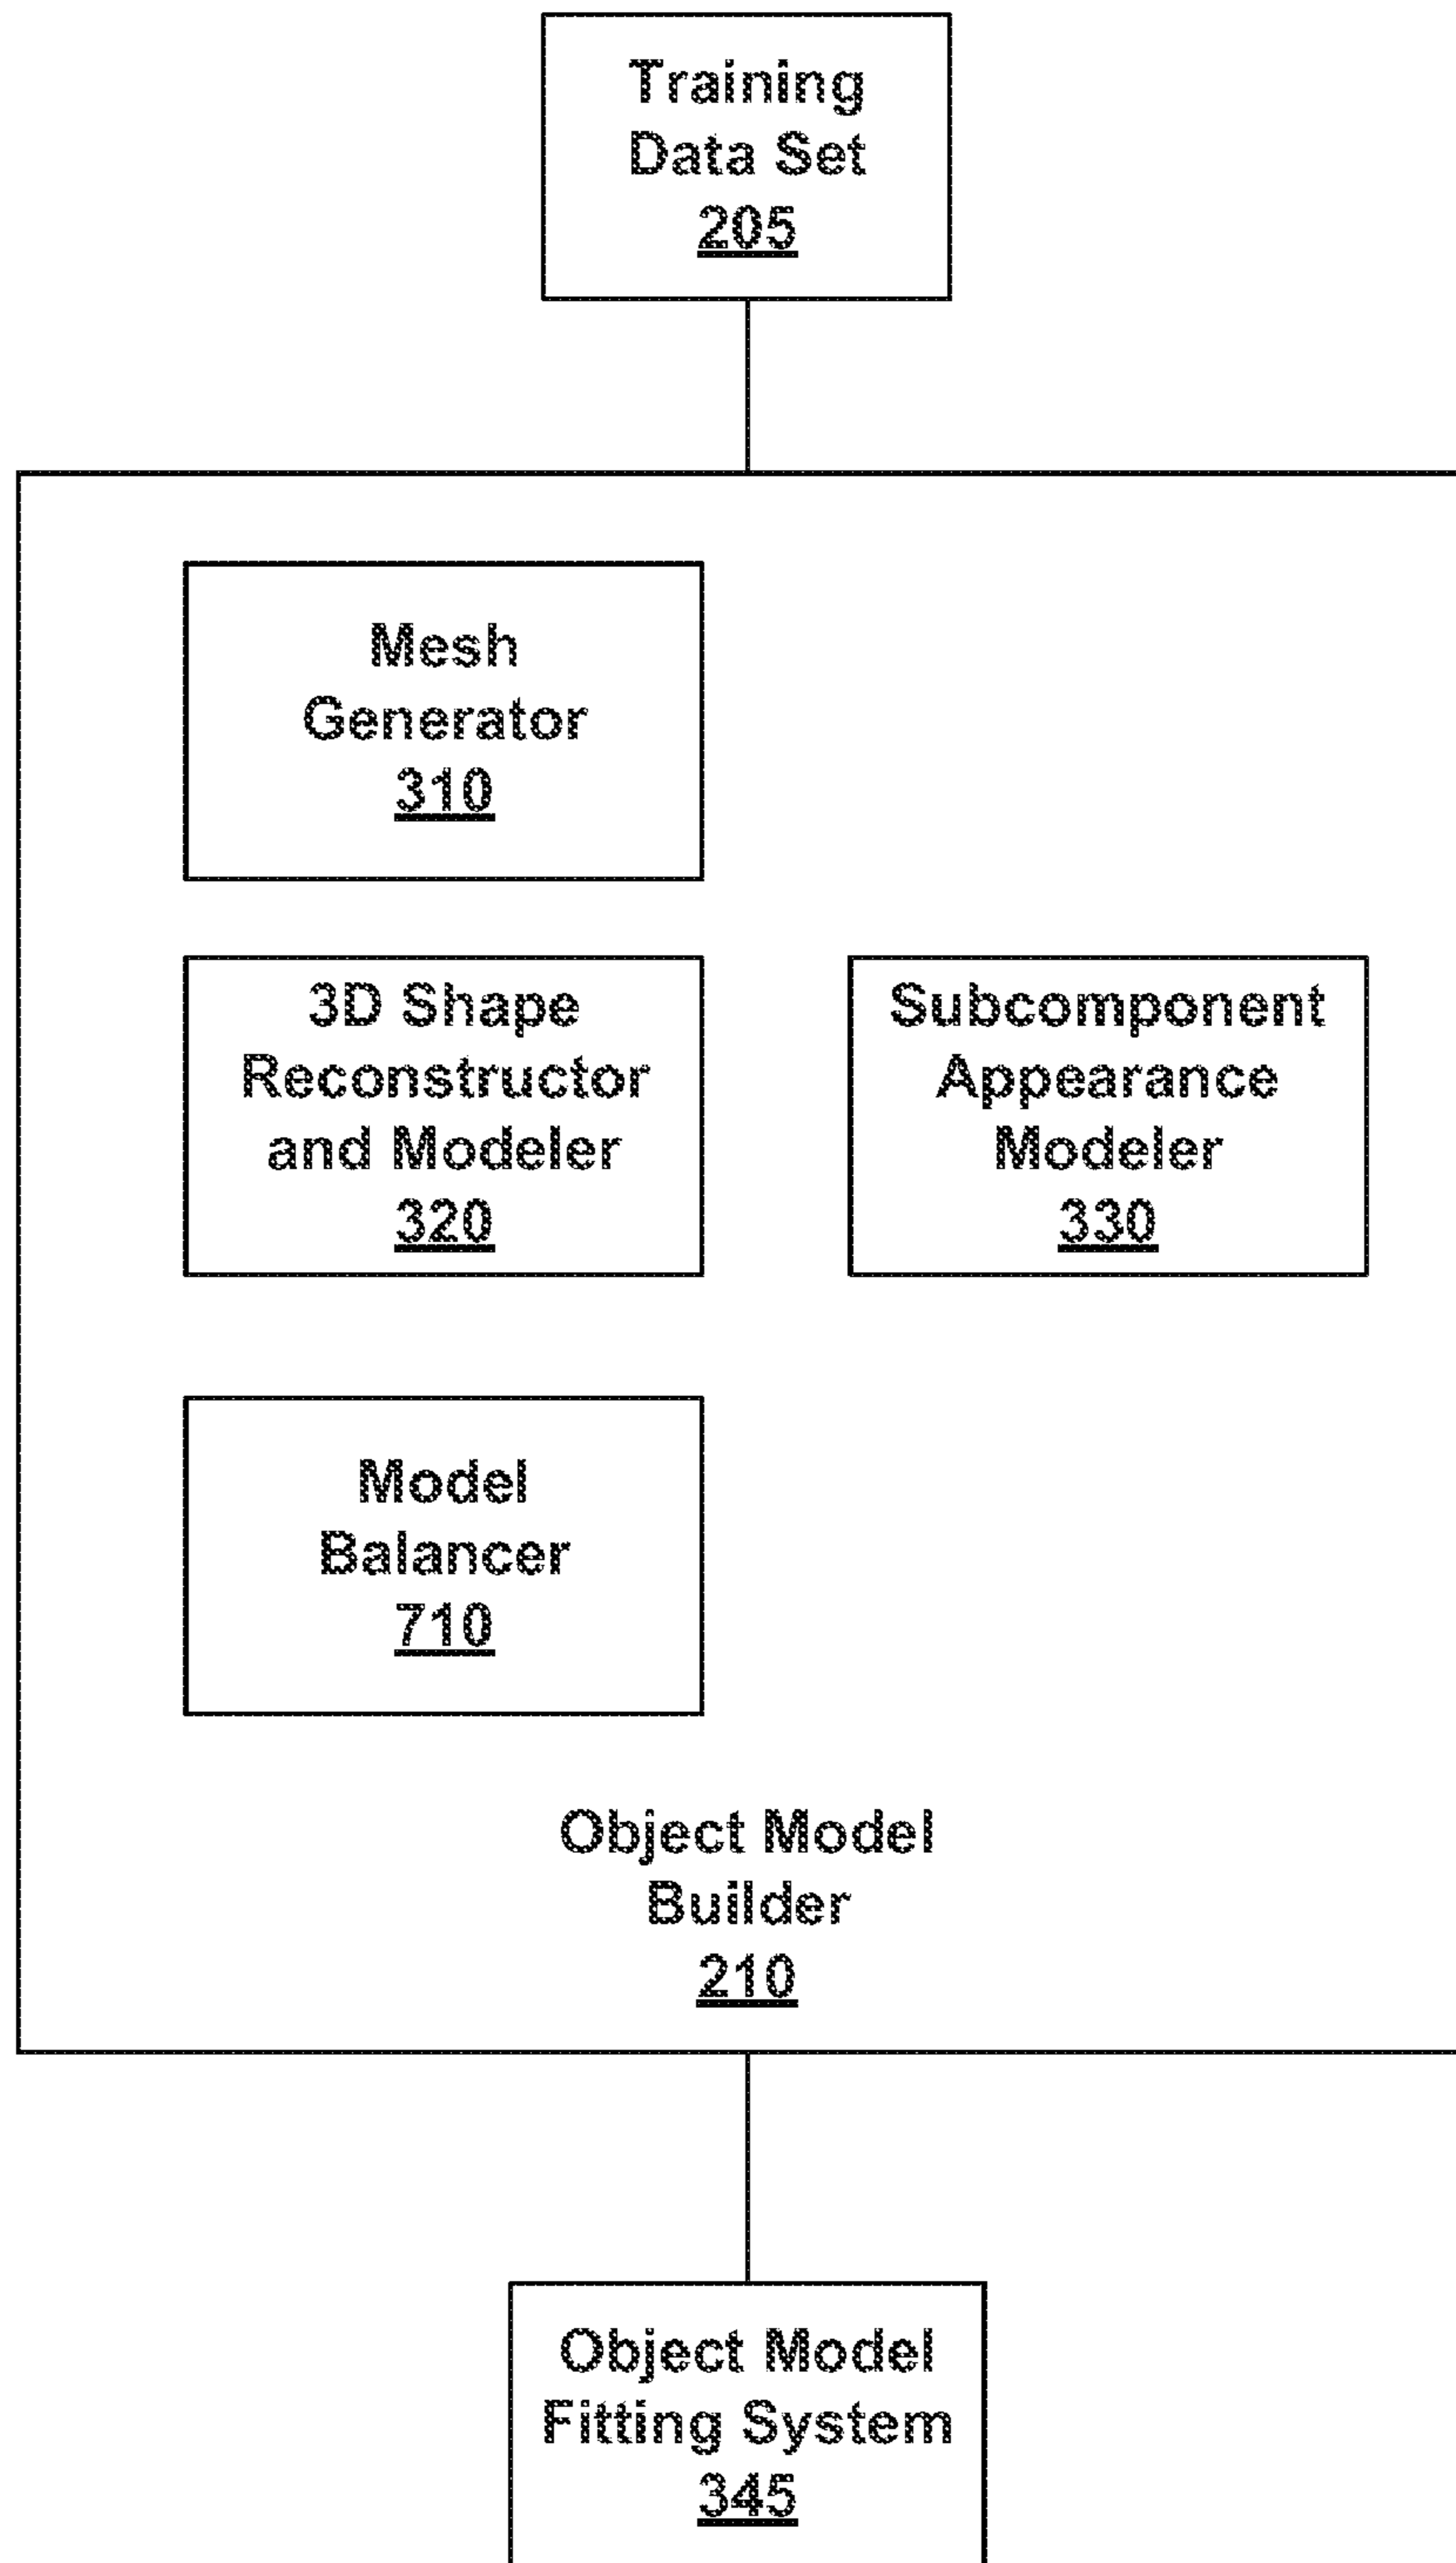 Training
Data Set
205
Mesh
Generator
310
3D Shape
Reconstructor
and Modeler
320
Subcomponent
Appearance
Modeler
330
Model
Balancer
710
Object Model
Builder
210
Object Model
Fitting System
345